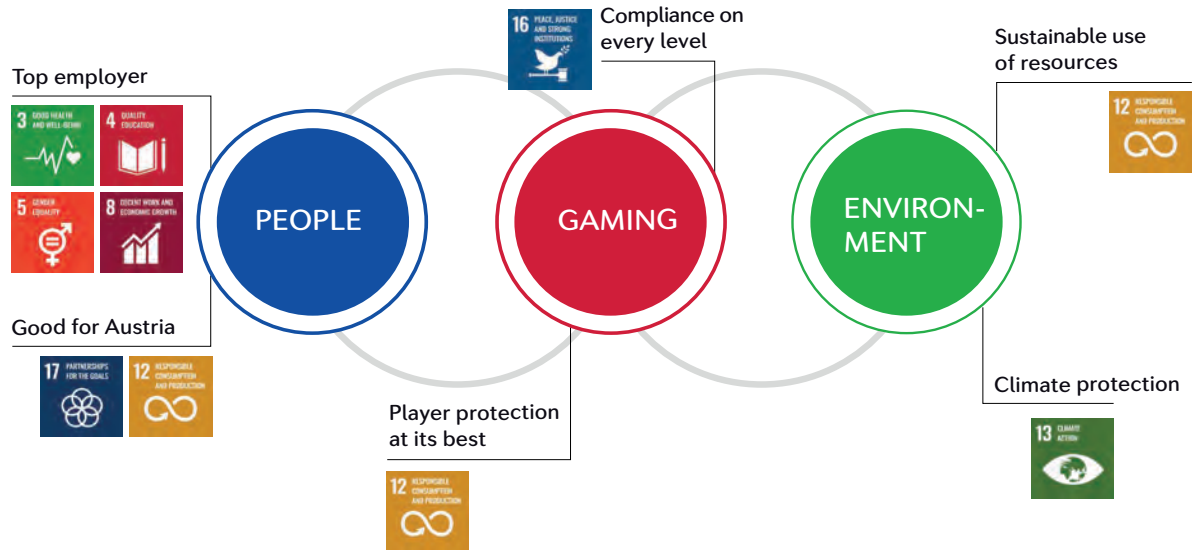 Top employer
3 GOOD HEALTH
AND WELL-BEING
4 QUALITY
EDUCATION
5 GENDER
EQUALITY
8 DECENT WORK AND
ECONOMIC GROWTH
Good for Austria
17 PARTNERSHIPS
FOR THE GOALS
12 RESPONSIBLE
CONSUMPTION
AND PRODUCTION
PEOPLE
16 PEACE, JUSTICE
AND STRONG
INSTITUTIONS
Compliance on
every level
GAMING
Player protection
at its best
12 RESPONSIBLE
CONSUMPTION
AND PRODUCTION
ENVIRON-
MENT
Sustainable use
of resources
12 RESPONSIBLE
CONSUMPTION
AND PRODUCTION
Climate protection
13 CLIMATE
ACTION